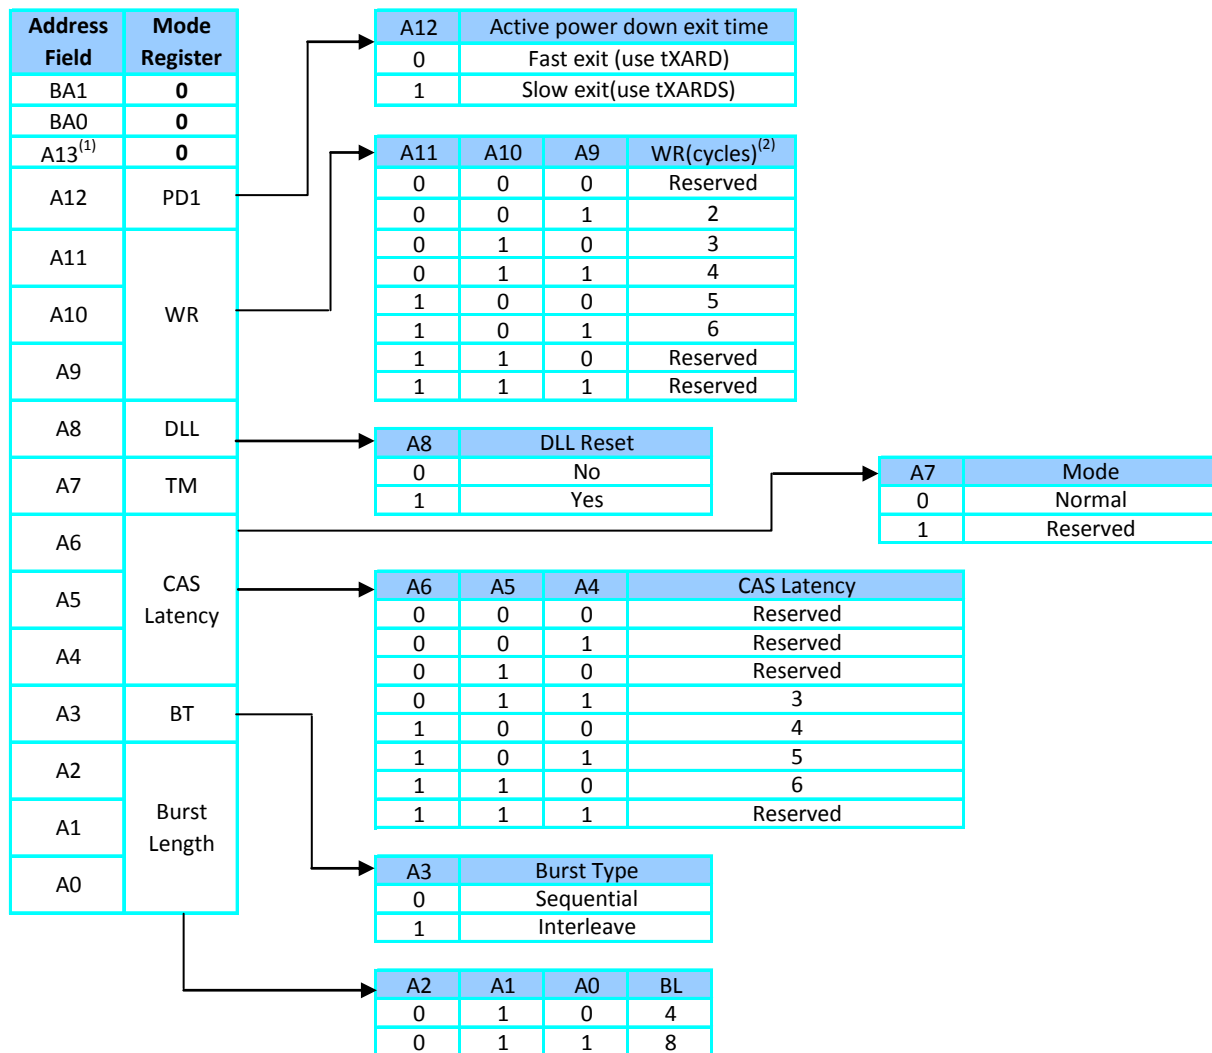 Address Field Mode Register
BA1 0
BA0 0
A13(1) 0
A12 PD1
A11
A10 WR
A9
A8 DLL
A7 TM
A6
A5 CAS Latency
A4
A3 BT
A2
A1 Burst Length
A0
A12 Active power down exit time
0 Fast exit (use tXARD)
1 Slow exit(use tXARDS)
A11 A10 A9 WR(cycles)(2)
0 0 0 Reserved
0 0 1 2
0 1 0 3
0 1 1 4
1 0 0 5
1 0 1 6
1 1 0 Reserved
1 1 1 Reserved
A8 DLL Reset
0 No
1 Yes
A7 Mode
0 Normal
1 Reserved
A6 A5 A4 CAS Latency
0 0 0 Reserved
0 0 1 Reserved
0 1 0 Reserved
0 1 1 3
1 0 0 4
1 0 1 5
1 1 0 6
1 1 1 Reserved
A3 Burst Type
0 Sequential
1 Interleave
A2 A1 A0 BL
0 1 0 4
0 1 1 8